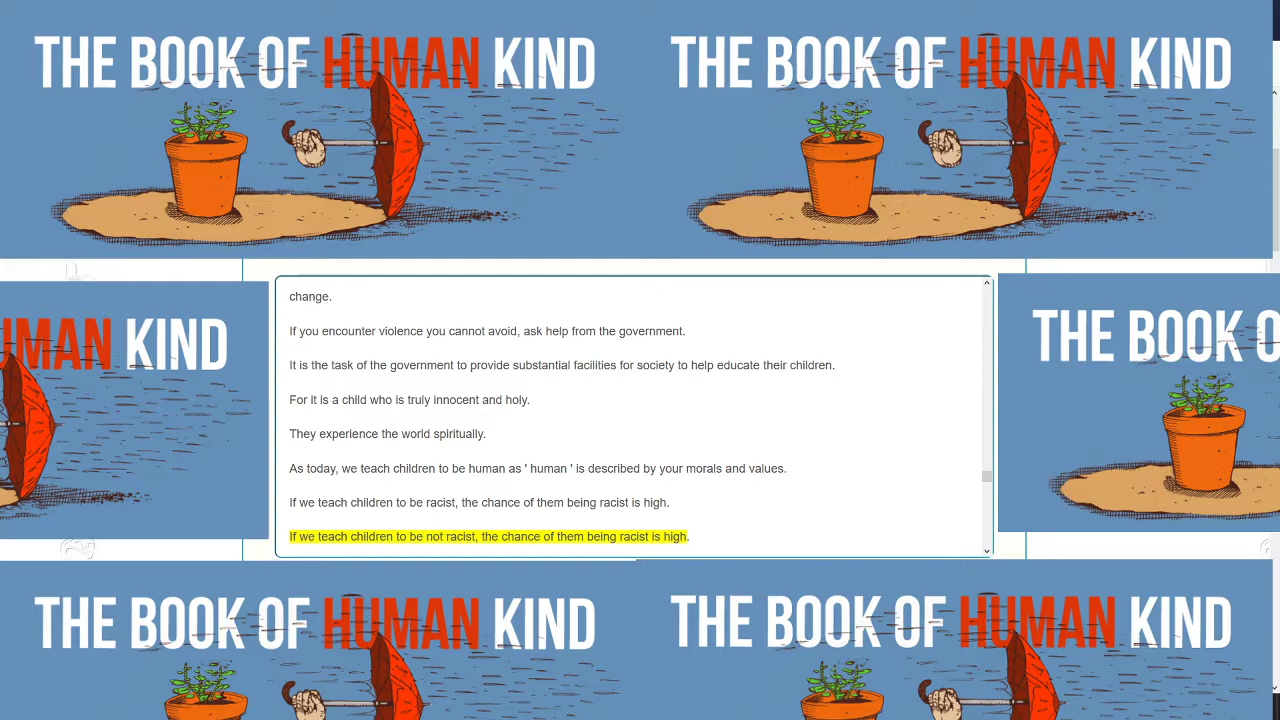 THE BOOK OF HUMAN KIND
THE BOOK OF HUMAN KIND
change.
If you encounter violence you cannot avoid, ask help from the government.
It is the task of the government to provide substantial facilities for society to help educate their children.
For it is a child who is truly innocent and holy.
They experience the world spiritually.
As today, we teach children to be human as ' human ' is described by your morals and values.
If we teach children to be racist, the chance of them being racist is high.
If we teach children to be not racist, the chance of them being racist is high.
UMAN KIND
THE BOOK O
THE BOOK OF HUMAN KIND
THE BOOK OF HUMAN KIND